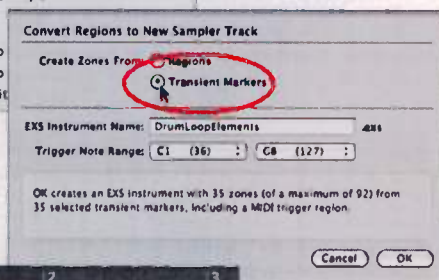 Convert Regions to New Sampler Track
Create Zones From: Regions
Transient Markers
EXS Instrument Name: DrumLoopElements .exs
Trigger Note Range: C1 (36) G8 (127)
OK creates an EXS instrument with 35 zones (of a maximum of 92) from
35 selected transient markers, including a MIDI trigger region.
Cancel OK
2 3